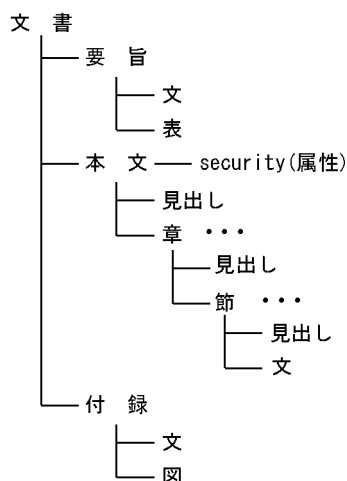 文　書
要　旨
文
表
本　文 security(属性)
見出し
章 ・・・
見出し
節 ・・・
見出し
文
付　録
文
図